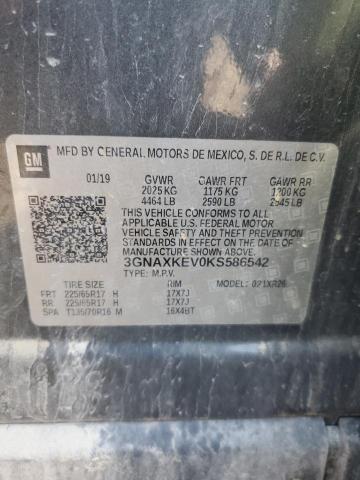 GM
MFD BY GENERAL MOTORS DE MEXICO, S. DE R.L. DE C.V.
01/19 GVWR GAWR FRT GAWR RR
2025 KG 1175 KG 1200 KG
4464 LB 2590 LB 2645 LB
THIS VEHICLE CONFORMS TO ALL
APPLICABLE U.S. FEDERAL MOTOR
VEHICLE SAFETY AND THEFT
PREVENTION STANDARDS IN EFFECT
ON THE DATE OF MANUFACTURE
SHOWN ABOVE.
3GNAXKEV0KS586542
TYPE: M.P.V.
TIRE SIZE RIM MODEL:
FRT 225/65R17 H 17X7J
RR 225/65R17 H 17X7J
SPA T135/70R16 M 16X4BT